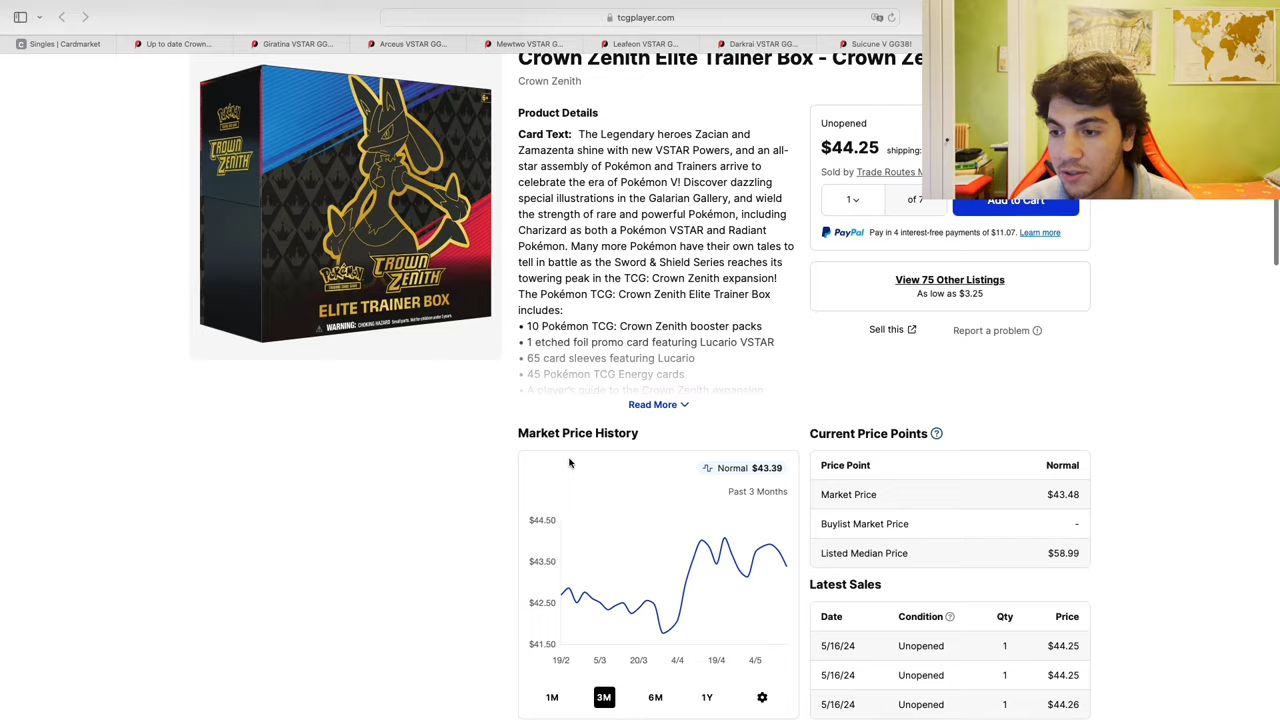 tcgplayer.com
Singles | Cardmarket
Up to date Crown...
Giratina VSTAR GG...
Arceus VSTAR GG...
Mewtwo VSTAR G...
Leafeon VSTAR GG...
Darkrai VSTAR GG...
Suicune V GG38!
Crown Zenith Elite Trainer Box - Crown Ze
Crown Zenith
Product Details
Card Text: The Legendary heroes Zacian and
Zamazenta shine with new VSTAR Powers, and an all-
star assembly of Pokémon and Trainers arrive to
celebrate the era of Pokémon V! Discover dazzling
special illustrations in the Galarian Gallery, and wield
the strength of rare and powerful Pokémon, including
Charizard as both a Pokémon VSTAR and Radiant
Pokémon. Many more Pokémon have their own tales to
tell in battle as the Sword & Shield Series reaches its
towering peak in the TCG: Crown Zenith expansion!
The Pokémon TCG: Crown Zenith Elite Trainer Box
includes:
• 10 Pokémon TCG: Crown Zenith booster packs
• 1 etched foil promo card featuring Lucario VSTAR
• 65 card sleeves featuring Lucario
• 45 Pokémon TCG Energy cards
• A player's guide to the Crown Zenith expansion
Read More
Pokémon
CROWN
ZENITH
Pokémon
CROWN
ZENITH
ELITE TRAINER BOX
WARNING: CHOKING HAZARD
Unopened
$44.25 shipping:
Sold by Trade Routes M
1
of 7
Add to Cart
PayPal Pay in 4 interest-free payments of $11.07. Learn more
View 75 Other Listings
As low as $3.25
Sell this
Report a problem
Market Price History
Normal $43.39
Past 3 Months
$44.50
$43.50
$42.50
$41.50
19/2 5/3 20/3 4/4 19/4 4/5
1M 3M 6M 1Y
Current Price Points
Price Point Normal
Market Price $43.48
Buylist Market Price -
Listed Median Price $58.99
Latest Sales
Date Condition Qty Price
5/16/24 Unopened 1 $44.25
5/16/24 Unopened 1 $44.25
5/16/24 Unopened 1 $44.26